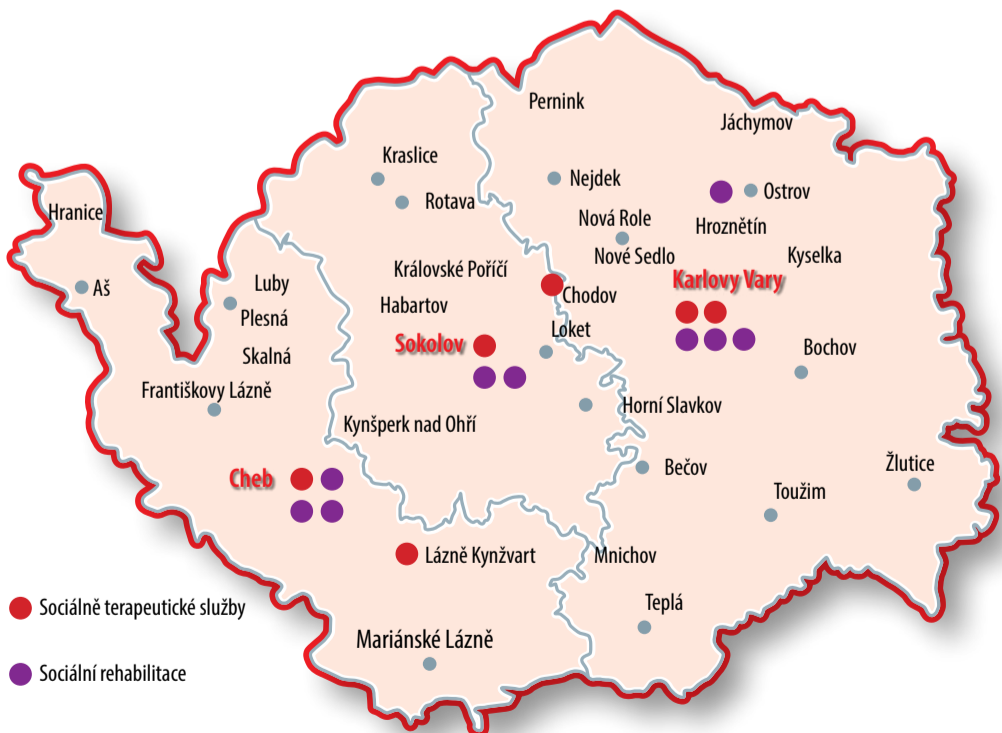 Pernink
Jáchymov
Kraslice
Nejdek
Ostrov
Rotava
Hranice
Nová Role
Hroznětín
Nové Sedlo
Kyselka
Královské Poříčí
Karlovy Vary
Luby
Aš
Chodov
Habartov
Plesná
Loket
Sokolov
Bochov
Skalná
Františkovy Lázně
Horní Slavkov
Kynšperk nad Ohří
Bečov
Žlutice
Cheb
Toužim
Lázně Kynžvart
Mnichov
Teplá
Sociálně terapeutické služby
Mariánské Lázně
Sociální rehabilitace